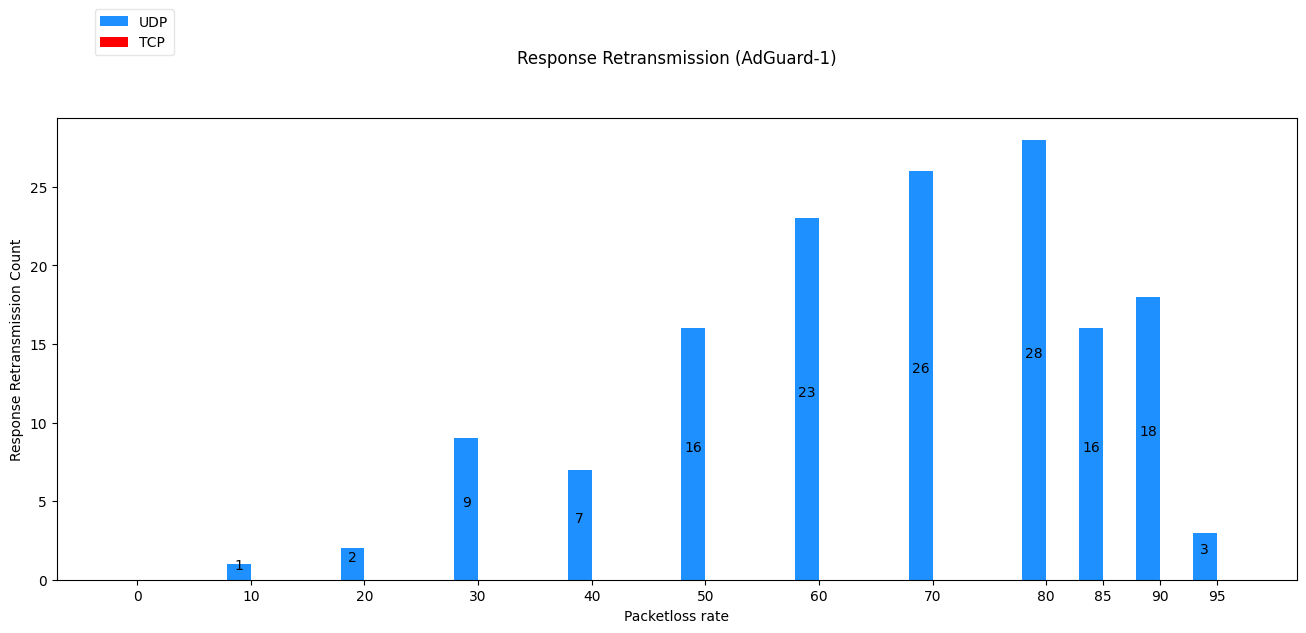 UDP
TCP
Response Retransmission (AdGuard-1)
Response Retransmission Count
25
20
15
10
5
0
1
2
9
7
16
23
26
28
16
18
3
0 10 20 30 40 50 60 70 80 85 90 95
Packetloss rate